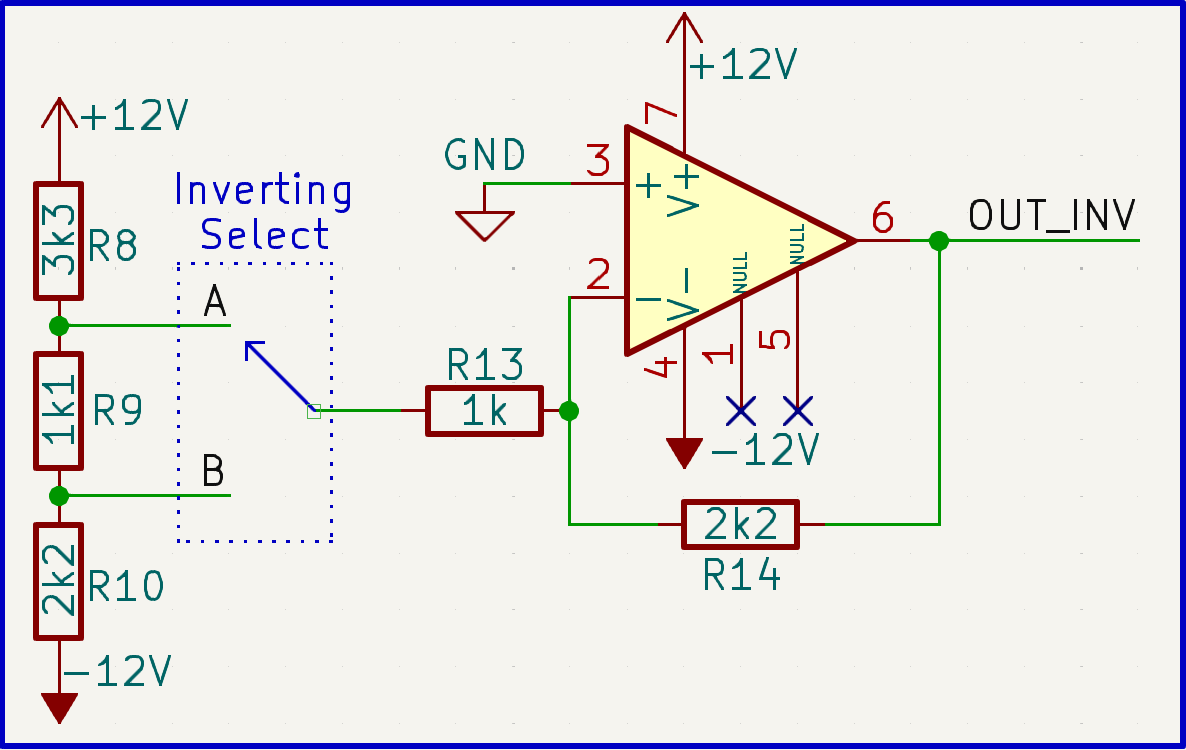 +12V
+12V
7
GND
3
+
V+
Inverting
Select
3k3
R8
6
OUT_INV
NULL
NULL
2
-
V-
A
1
5
4
R13
1k
1k1
R9
-12V
B
2k2
R14
2k2
R10
-12V